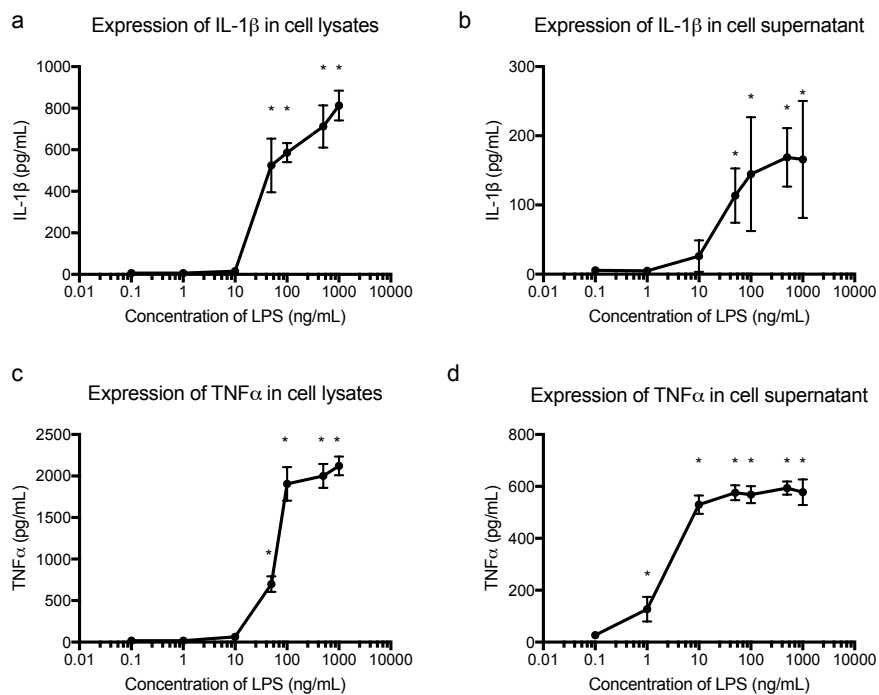 a
Expression of IL-1β in cell lysates
1000
800
600
400
200
0
IL-1β (pg/mL)
* * * *
0.01 0.1 1 10 100 1000 10000
Concentration of LPS (ng/mL)
b
Expression of IL-1β in cell supernatant
300
200
100
0
IL-1β (pg/mL)
* * * *
0.01 0.1 1 10 100 1000 10000
Concentration of LPS (ng/mL)
c
Expression of TNFα in cell lysates
2500
2000
1500
1000
500
0
TNFα (pg/mL)
* * * *
0.01 0.1 1 10 100 1000 10000
Concentration of LPS (ng/mL)
d
Expression of TNFα in cell supernatant
800
600
400
200
0
TNFα (pg/mL)
* * * * * *
0.01 0.1 1 10 100 1000 10000
Concentration of LPS (ng/mL)